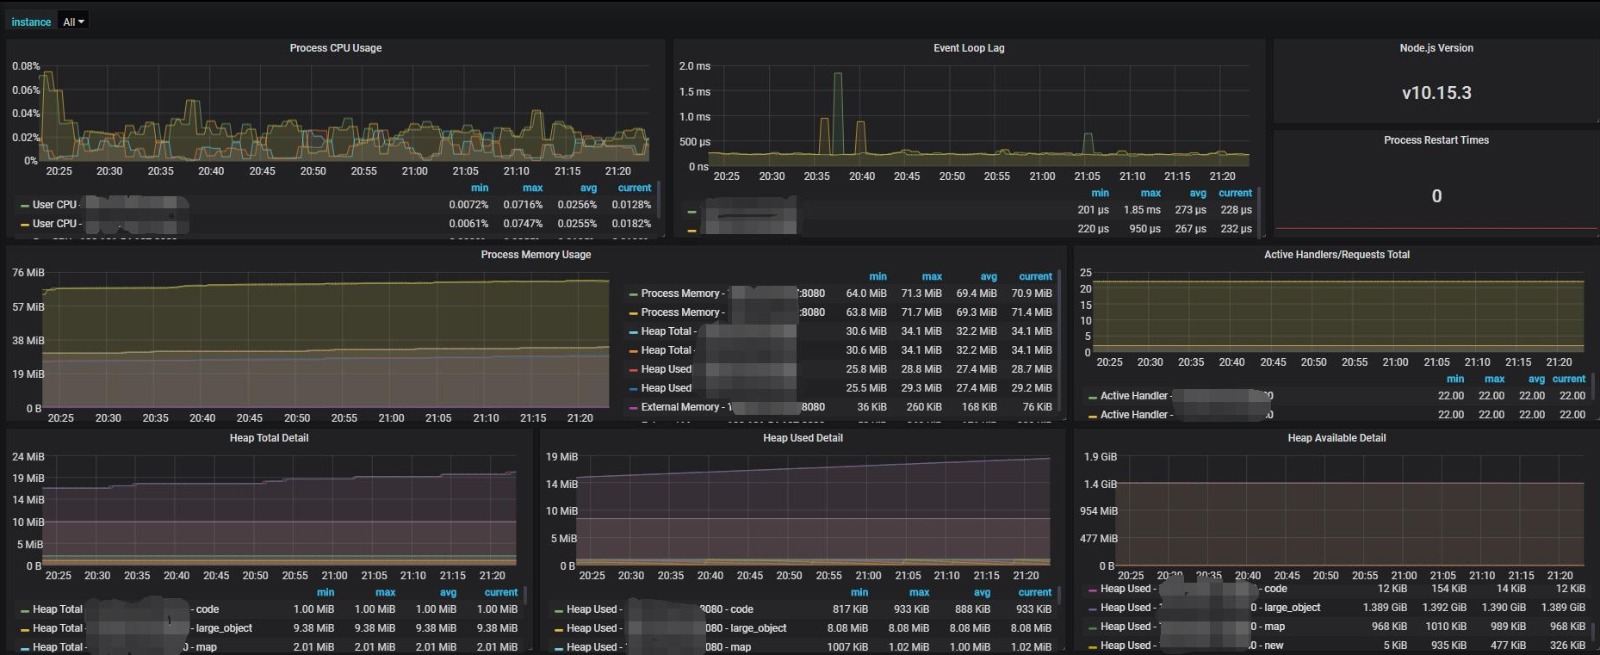 instance All
Process CPU Usage
0.08%
0.06%
0.04%
0.02%
0%
20:25 20:30 20:35 20:40 20:45 20:50 20:55 21:00 21:05 21:10 21:15 21:20
min max avg current
User CPU - 0.0072% 0.0716% 0.0256% 0.0128%
User CPU - 0.0061% 0.0747% 0.0255% 0.0182%
Event Loop Lag
2.0 ms
1.5 ms
1.0 ms
500 µs
0 ns
20:25 20:30 20:35 20:40 20:45 20:50 20:55 21:00 21:05 21:10 21:15 21:20
min max avg current
201 µs 1.85 ms 273 µs 228 µs
220 µs 950 µs 267 µs 232 µs
Node.js Version
v10.15.3
Process Restart Times
0
Process Memory Usage
76 MiB
57 MiB
38 MiB
19 MiB
0 B
20:25 20:30 20:35 20:40 20:45 20:50 20:55 21:00 21:05 21:10 21:15 21:20
min max avg current
Process Memory - :8080 64.0 MiB 71.3 MiB 69.4 MiB 70.9 MiB
Process Memory - :8080 63.8 MiB 71.7 MiB 69.3 MiB 71.4 MiB
Heap Total - 30.6 MiB 34.1 MiB 32.2 MiB 34.1 MiB
Heap Total - 30.6 MiB 34.1 MiB 32.2 MiB 34.1 MiB
Heap Used 25.8 MiB 28.8 MiB 27.4 MiB 28.7 MiB
Heap Used 25.5 MiB 29.3 MiB 27.4 MiB 29.2 MiB
External Memory - :8080 36 KiB 260 KiB 168 KiB 76 KiB
Active Handlers/Requests Total
25
20
15
10
5
0
20:25 20:30 20:35 20:40 20:45 20:50 20:55 21:00 21:05 21:10 21:15 21:20
min max avg current
Active Handler - 22.00 22.00 22.00 22.00
Active Handler - 22.00 22.00 22.00 22.00
Heap Total Detail
24 MiB
19 MiB
14 MiB
10 MiB
5 MiB
0 B
20:25 20:30 20:35 20:40 20:45 20:50 20:55 21:00 21:05 21:10 21:15 21:20
min max avg current
Heap Total - code 1.00 MiB 1.00 MiB 1.00 MiB 1.00 MiB
Heap Total - - large_object 9.38 MiB 9.38 MiB 9.38 MiB 9.38 MiB
Heap Total - 0 - map 2.01 MiB 2.01 MiB 2.01 MiB 2.01 MiB
Heap Used Detail
19 MiB
14 MiB
10 MiB
5 MiB
0 B
20:25 20:30 20:35 20:40 20:45 20:50 20:55 21:00 21:05 21:10 21:15 21:20
min max avg current
Heap Used - 8080 - code 817 KiB 933 KiB 888 KiB 933 KiB
Heap Used - 080 - large_object 8.08 MiB 8.08 MiB 8.08 MiB 8.08 MiB
Heap Used - 080 - map 1007 KiB 1.02 MiB 1.00 MiB 1.02 MiB
Heap Available Detail
1.9 GiB
1.4 GiB
954 MiB
477 MiB
0 B
20:25 20:30 20:35 20:40 20:45 20:50 20:55 21:00 21:05 21:10 21:15 21:20
Heap Used - - code 12 KiB 154 KiB 14 KiB 12 KiB
Heap Used - 0 - large_object 1.389 GiB 1.392 GiB 1.390 GiB 1.389 GiB
Heap Used - 0 - map 968 KiB 1010 KiB 989 KiB 968 KiB
Heap Used - 0 - new 5 KiB 935 KiB 477 KiB 326 KiB